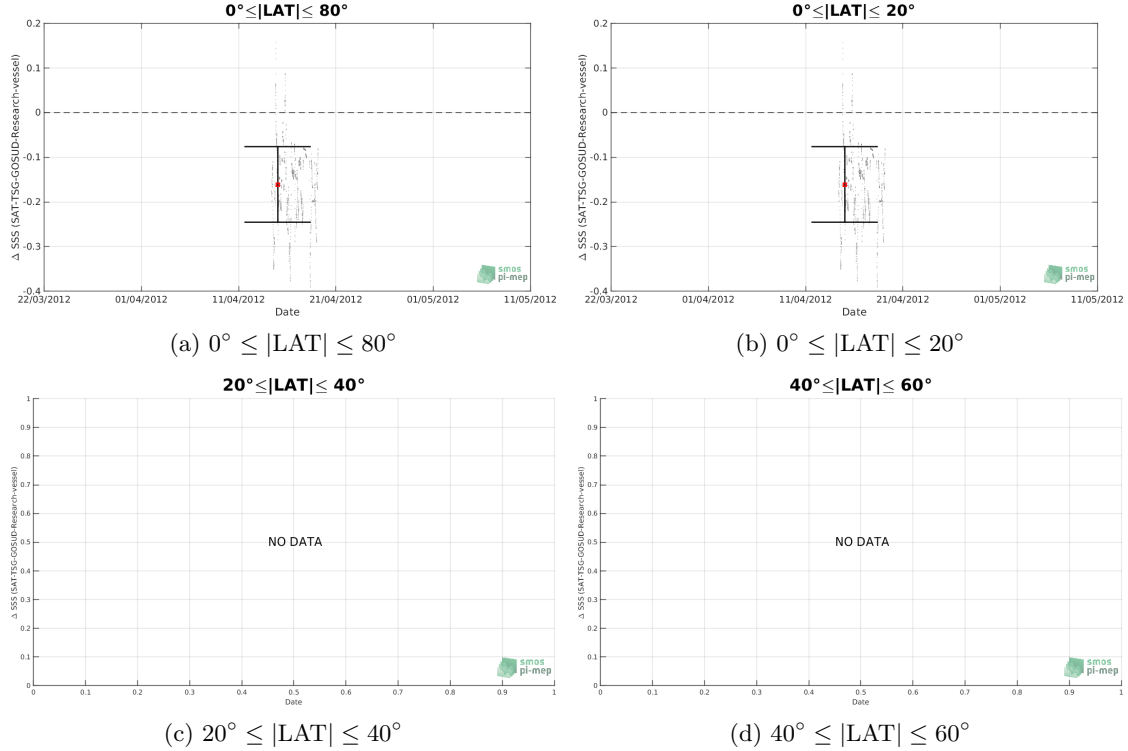 0°≤|LAT|≤ 80°
Δ SSS (SAT-TSG-GOSUD-Research-vessel)
0.2
0.1
0
-0.1
-0.2
-0.3
-0.4
22/03/2012 01/04/2012 11/04/2012 21/04/2012 01/05/2012 11/05/2012
Date
smos
pi-mep
(a) 0° ≤ |LAT| ≤ 80°
0°≤|LAT|≤ 20°
Δ SSS (SAT-TSG-GOSUD-Research-vessel)
0.2
0.1
0
-0.1
-0.2
-0.3
-0.4
22/03/2012 01/04/2012 11/04/2012 21/04/2012 01/05/2012 11/05/2012
Date
smos
pi-mep
(b) 0° ≤ |LAT| ≤ 20°
20°≤|LAT|≤ 40°
Δ SSS (SAT-TSG-GOSUD-Research-vessel)
1
0.9
0.8
0.7
0.6
0.5
0.4
0.3
0.2
0.1
0
NO DATA
0 0.1 0.2 0.3 0.4 0.5 0.6 0.7 0.8 0.9 1
Date
smos
pi-mep
(c) 20° ≤ |LAT| ≤ 40°
40°≤|LAT|≤ 60°
Δ SSS (SAT-TSG-GOSUD-Research-vessel)
1
0.9
0.8
0.7
0.6
0.5
0.4
0.3
0.2
0.1
0
NO DATA
0 0.1 0.2 0.3 0.4 0.5 0.6 0.7 0.8 0.9 1
Date
smos
pi-mep
(d) 40° ≤ |LAT| ≤ 60°